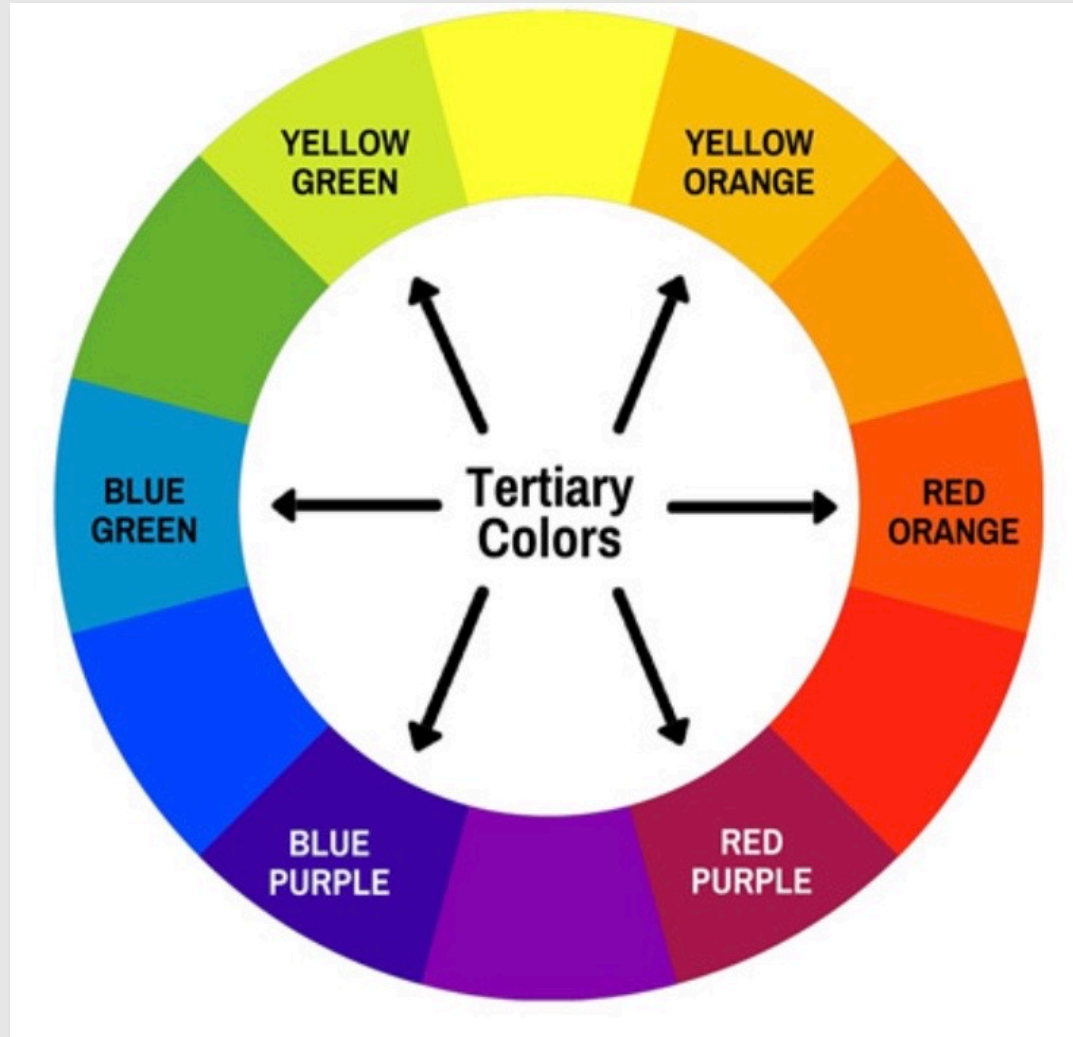 YELLOW
GREEN
YELLOW
ORANGE
BLUE
GREEN
Tertiary
Colors
RED
ORANGE
BLUE
PURPLE
RED
PURPLE